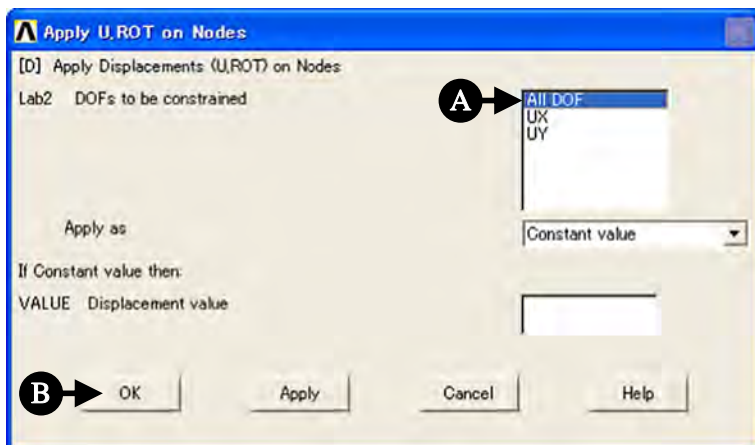 Apply U,ROT on Nodes
[D] Apply Displacements (U,ROT) on Nodes
Lab2 DOFs to be constrained
A
All DOF
UX
UY
Apply as
Constant value
If Constant value then:
VALUE Displacement value
B
OK Apply Cancel Help